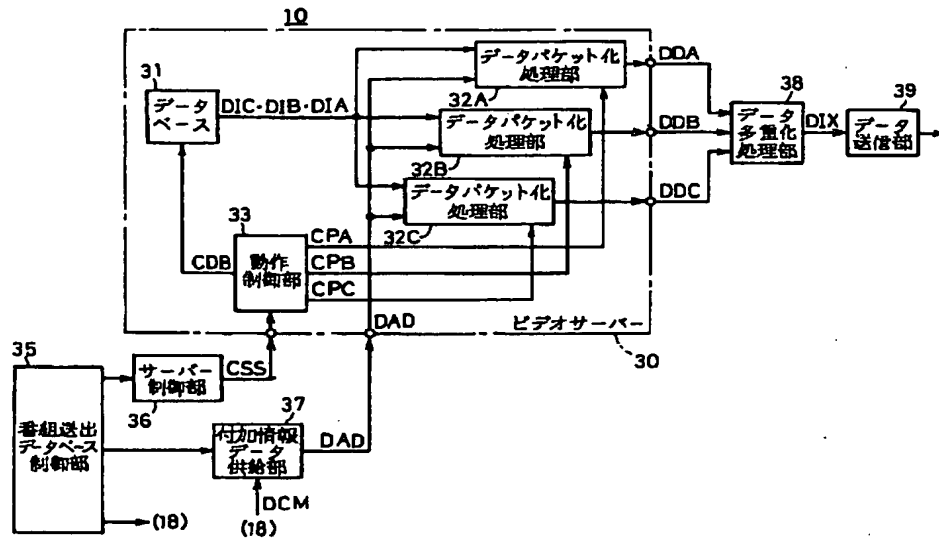 10
31
データ
ベース
DIC・DIB・DIA
データパケット化
処理部
32A
データパケット化
処理部
32B
データパケット化
処理部
32C
DDA
DDB
DDC
38
データ
多重化
処理部
DIX
39
データ
送信部
33
動作
制御部
CDB
CPA
CPB
CPC
DAD
ビデオサーバー
30
35
番組送出
データベース
制御部
サーバー
制御部
36
CSS
37
付加情報
データ
供給部
DAD
DCM
(18)
(18)